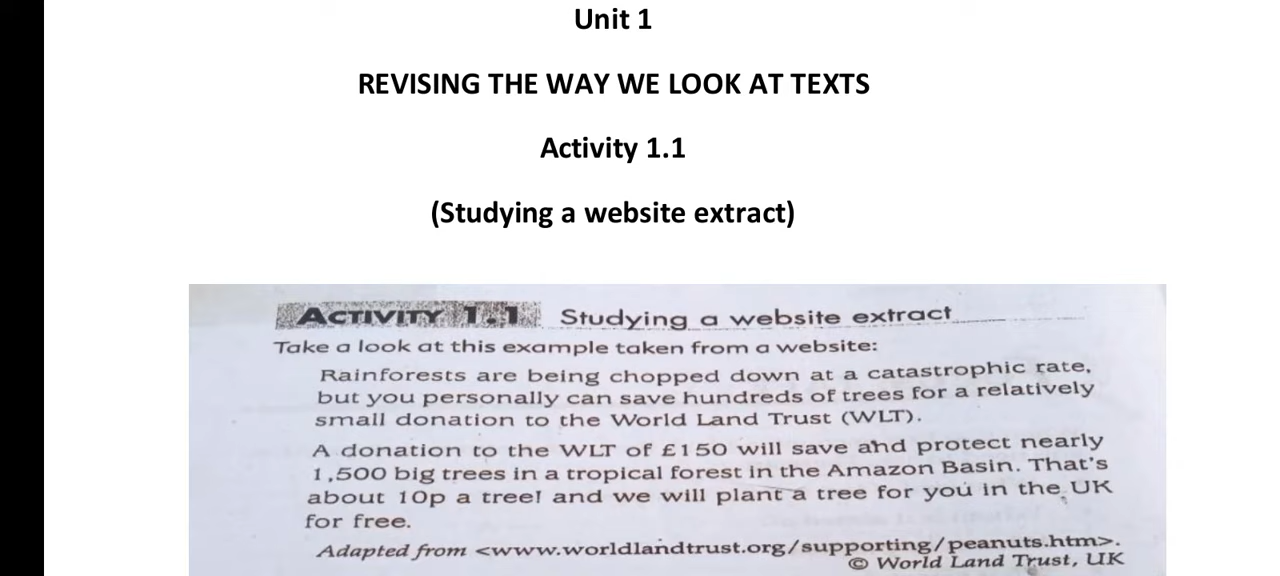 Unit 1
REVISING THE WAY WE LOOK AT TEXTS
Activity 1.1
(Studying a website extract)
ACTIVITY 1.1 Studying a website extract
Take a look at this example taken from a website:
Rainforests are being chopped down at a catastrophic rate,
but you personally can save hundreds of trees for a relatively
small donation to the World Land Trust (WLT).
A donation to the WLT of £150 will save and protect nearly
1,500 big trees in a tropical forest in the Amazon Basin. That's
about 10p a tree! and we will plant a tree for you in the UK
for free.
Adapted from <www.worldlandtrust.org/supporting/peanuts.htm>.
© World Land Trust, UK